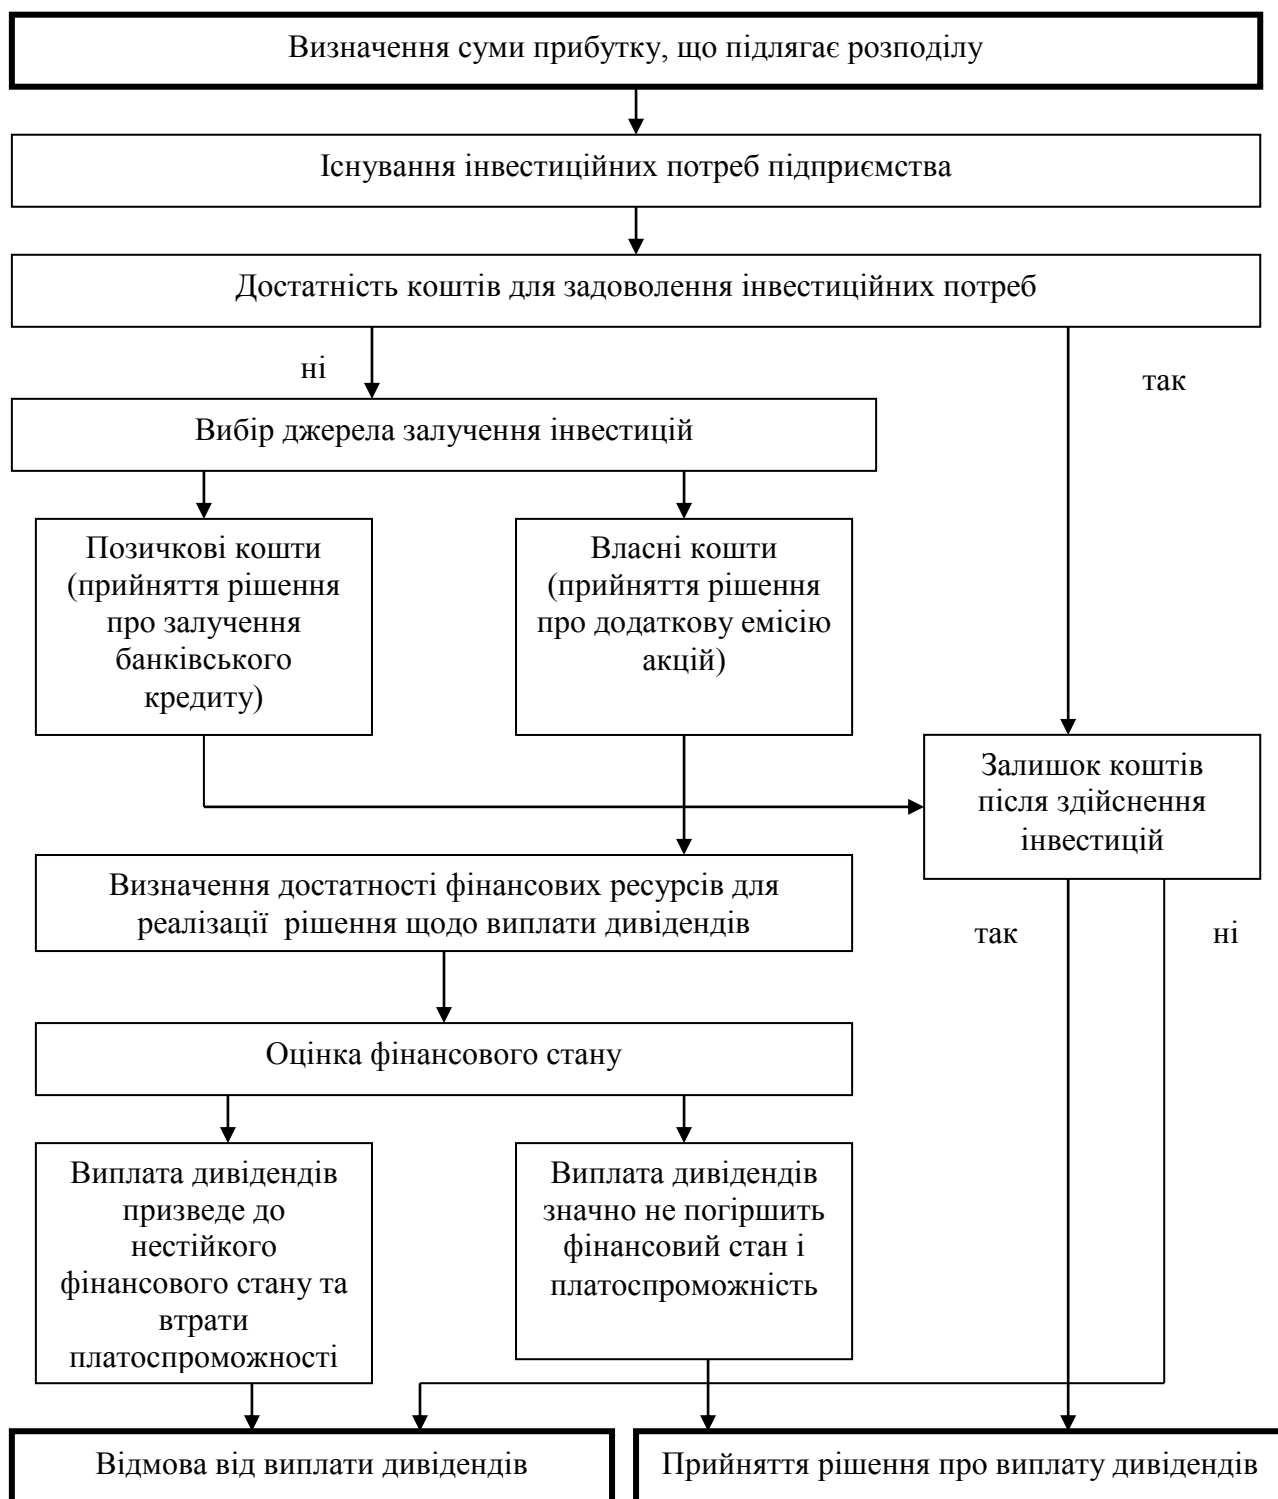 Визначення суми прибутку, що підлягає розподілу
Існування інвестиційних потреб підприємства
Достатність коштів для задоволення інвестиційних потреб
ні
так
Вибір джерела залучення інвестицій
Позичкові кошти
(прийняття рішення
про залучення
банківського
кредиту)
Власні кошти
(прийняття рішення
про додаткову емісію
акцій)
Залишок коштів
після здійснення
інвестицій
Визначення достатності фінансових ресурсів для
реалізації рішення щодо виплати дивідендів
так
ні
Оцінка фінансового стану
Виплата дивідендів
призведе до
нестійкого
фінансового стану та
втрати
платоспроможності
Виплата дивідендів
значно не погіршить
фінансовий стан і
платоспроможність
Відмова від виплати дивідендів
Прийняття рішення про виплату дивідендів